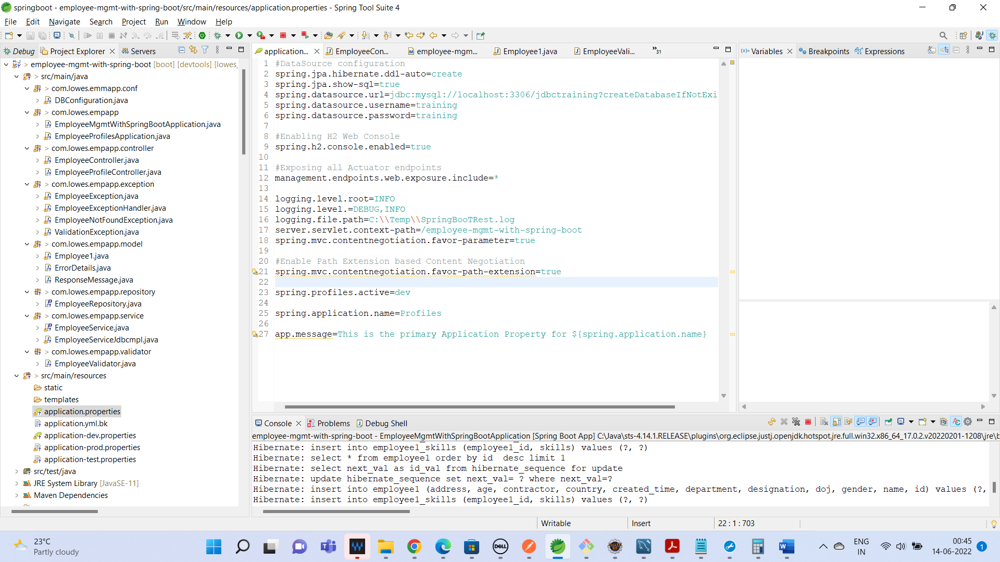 springboot - employee-mgmt-with-spring-boot/src/main/resources/application.properties - Spring Tool Suite 4
File Edit Navigate Search Project Run Window Help
Debug Project Explorer Servers
employee-mgmt-with-spring-boot [boot] [devtools] [lowes_
src/main/java
com.lowes.emmapp.conf
DBConfiguration.java
com.lowes.empapp
EmployeeMgmtWithSpringBootApplication.java
EmployeeProfilesApplication.java
com.lowes.empapp.controller
EmployeeController.java
EmployeeProfileController.java
com.lowes.empapp.exception
EmployeeException.java
EmployeeExceptionHandler.java
EmployeeNotFoundException.java
ValidationException.java
com.lowes.empapp.model
Employee1.java
ErrorDetails.java
ResponseMessage.java
com.lowes.empapp.repository
EmployeeRepository.java
com.lowes.empapp.service
EmployeeService.java
EmployeeServiceJdbcmpl.java
com.lowes.empapp.validator
EmployeeValidator.java
src/main/resources
static
templates
application.properties
application.yml.bk
application-dev.properties
application-prod.properties
application-test.properties
src/test/java
JRE System Library [JavaSE-11]
Maven Dependencies
application... EmployeeCon... employee-mgm... Employee1.java EmployeeVali... »31
1 #DataSource configuration
2 spring.jpa.hibernate.ddl-auto=create
3 spring.jpa.show-sql=true
4 spring.datasource.url=jdbc:mysql://localhost:3306/jdbctraining?createDatabaseIfNotExi
5 spring.datasource.username=training
6 spring.datasource.password=training
7
8 #Enabling H2 Web Console
9 spring.h2.console.enabled=true
10
11 #Exposing all Actuator endpoints
12 management.endpoints.web.exposure.include=*
13
14 logging.level.root=INFO
15 logging.level.=DEBUG,INFO
16 logging.file.path=C:\\Temp\\SpringBooTRest.log
17 server.servlet.context-path=/employee-mgmt-with-spring-boot
18 spring.mvc.contentnegotiation.favor-parameter=true
19
20 #Enable Path Extension based Content Negotiation
21 spring.mvc.contentnegotiation.favor-path-extension=true
22
23 spring.profiles.active=dev
24
25 spring.application.name=Profiles
26
27 app.message=This is the primary Application Property for ${spring.application.name}
(x)= Variables Breakpoints Expressions
Console Problems Debug Shell
employee-mgmt-with-spring-boot - EmployeeMgmtWithSpringBootApplication [Spring Boot App] C:\Java\sts-4.14.1.RELEASE\plugins\org.eclipse.justj.openjdk.hotspot.jre.full.win32.x86_64_17.0.2.v20220201-1208\jre\b
Hibernate: insert into employee1_skills (employee1_id, skills) values (?, ?)
Hibernate: select * from employee1 order by id  desc limit 1
Hibernate: select next_val as id_val from hibernate_sequence for update
Hibernate: update hibernate_sequence set next_val= ? where next_val=?
Hibernate: insert into employee1 (address, age, contractor, country, created_time, department, designation, doj, gender, name, id) values (?,
Hibernate: insert into employee1_skills (employee1_id, skills) values (?, ?)
Writable Insert 22 : 1 : 703
23°C
Partly cloudy
DELL
ENG
IN
00:45
14-06-2022
1